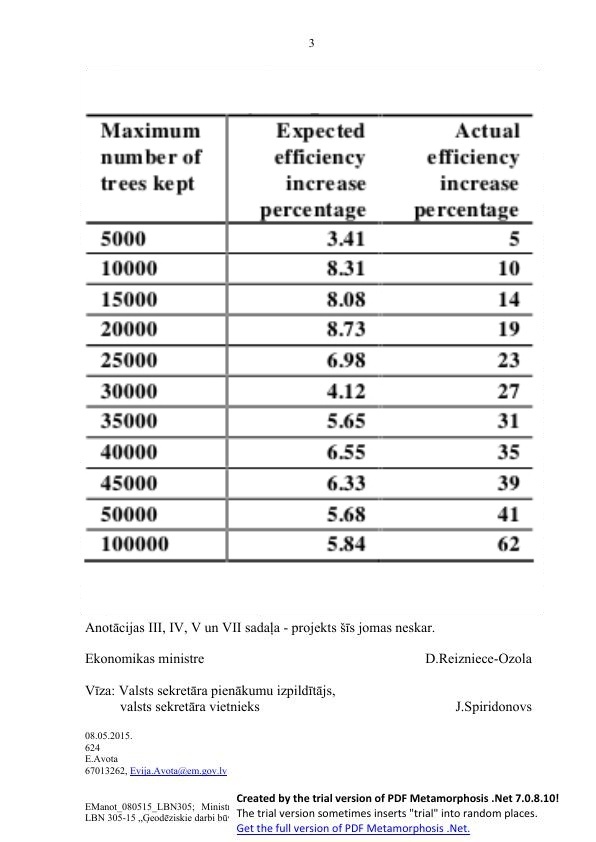 3
Maximum number of trees kept Expected efficiency increase percentage Actual efficiency increase percentage
5000 3.41 5
10000 8.31 10
15000 8.08 14
20000 8.73 19
25000 6.98 23
30000 4.12 27
35000 5.65 31
40000 6.55 35
45000 6.33 39
50000 5.68 41
100000 5.84 62
Anotācijas III, IV, V un VII sadaļa - projekts šīs jomas neskar.
Ekonomikas ministre D.Reizniece-Ozola
Vīza: Valsts sekretāra pienākumu izpildītājs,
valsts sekretāra vietnieks J.Spiridonovs
08.05.2015.
624
E.Avota
67013262, Evija.Avota@em.gov.lv
EManot_080515_LBN305;
LBN 305-15 „Ģeodēziskie darbi
Created by the trial version of PDF Metamorphosis .Net 7.0.8.10!
The trial version sometimes inserts "trial" into random places.
Get the full version of PDF Metamorphosis .Net.